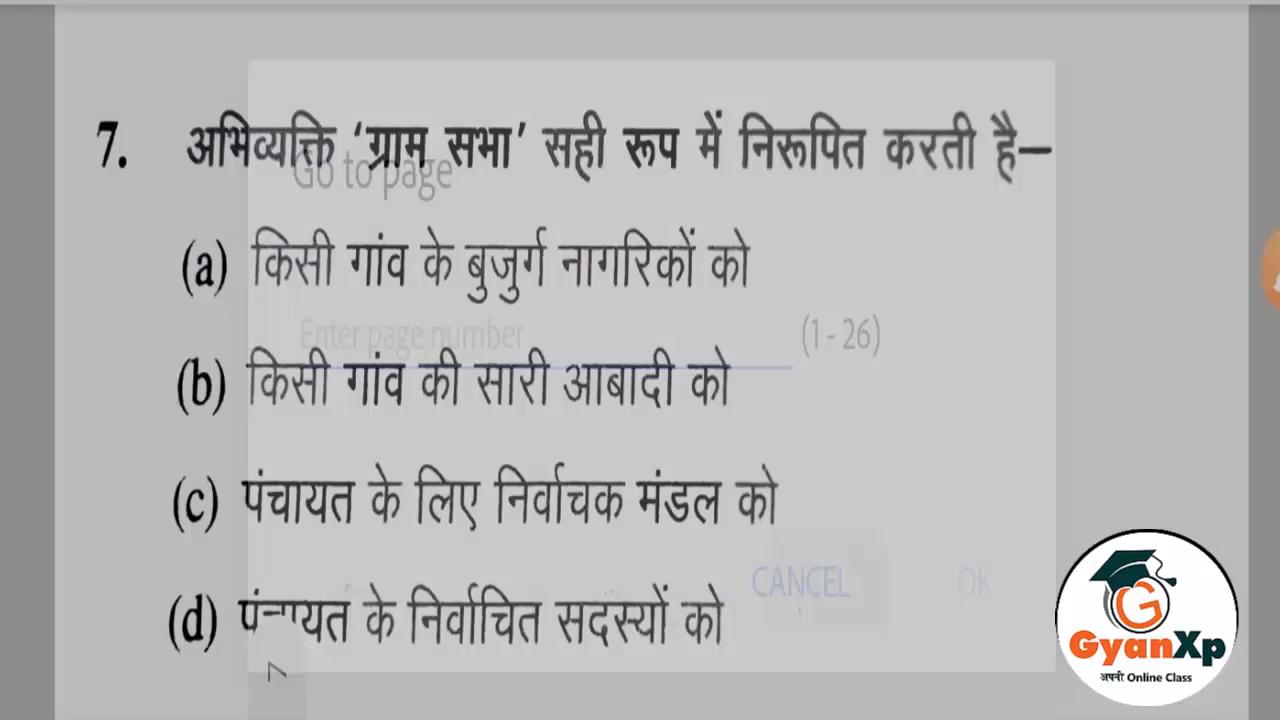 7. अभिव्यक्ति ‘ग्राम सभा’ सही रूप में निरूपित करती है—
Go to page
(a) किसी गांव के बुजुर्ग नागरिकों को
Enter page number (1 - 26)
(b) किसी गांव की सारी आबादी को
(c) पंचायत के लिए निर्वाचक मंडल को
CANCEL OK
(d) पंचायत के निर्वाचित सदस्यों को
G
GyanXp
अपनी Online Class